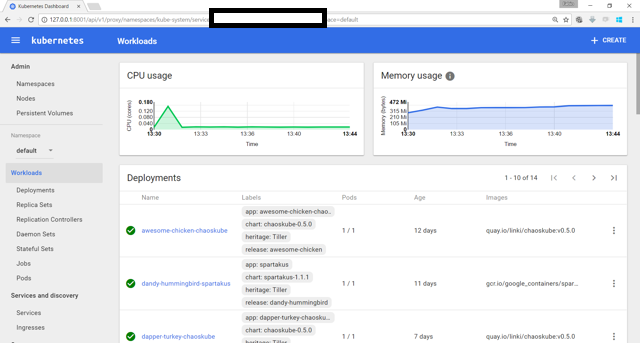 Kubernetes Dashboard
127.0.0.1:8001/api/v1/proxy/namespaces/kube-system/service
ace=default
kubernetes
Workloads
+ CREATE
Admin
Namespaces
Nodes
Persistent Volumes
Namespace
default
Workloads
Deployments
Replica Sets
Replication Controllers
Daemon Sets
Stateful Sets
Jobs
Pods
Services and discovery
Services
Ingresses
CPU usage
CPU (cores)
0.180
0.120
0.080
0.040
0
13:30
13:33
13:36
13:40
13:44
Time
Memory usage
Memory (bytes)
472 Mi
315 Mi
210 Mi
105 Mi
0
13:30
13:33
13:36
13:40
13:44
Time
Deployments
1 - 10 of 14
Name Labels Pods Age Images
awesome-chicken-chaoskube
app: awesome-chicken-chao..
chart: chaoskube-0.5.0
heritage: Tiller
release: awesome-chicken
1 / 1
12 days
quay.io/linki/chaoskube:v0.5.0
dandy-hummingbird-spartakus
app: spartakus
chart: spartakus-1.1.1
heritage: Tiller
release: dandy-hummingbird
1 / 1
11 days
gcr.io/google_containers/spar...
dapper-turkey-chaoskube
app: dapper-turkey-chaosku...
chart: chaoskube-0.5.0
heritage: Tiller
1 / 1
7 days
quay.io/linki/chaoskube:v0.5.0